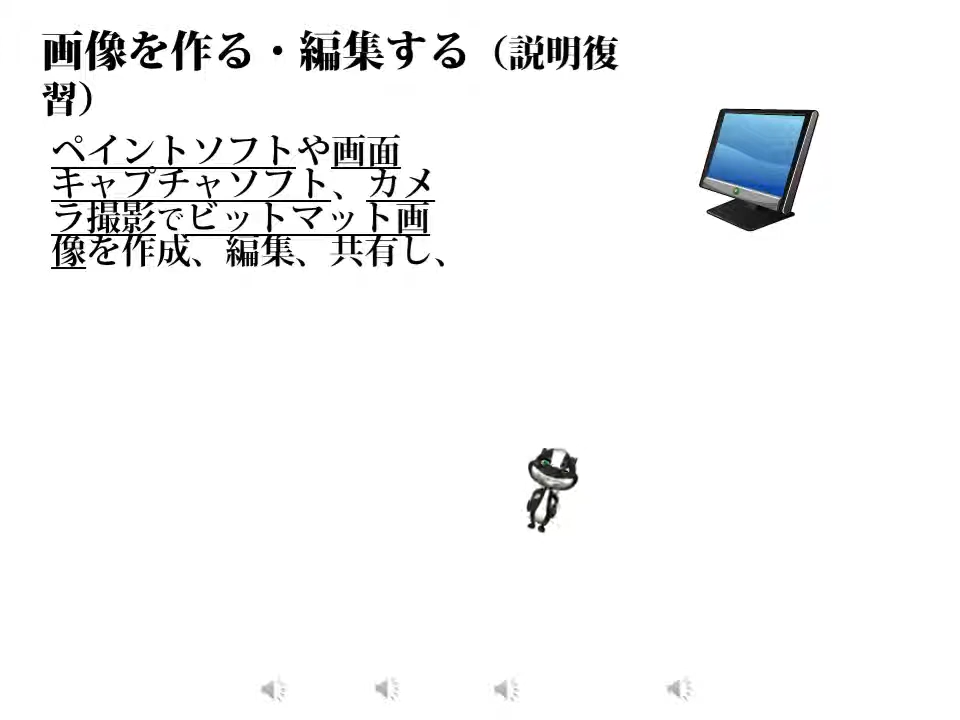 画像を作る・編集する（説明復
習）
ペイントソフトや画面
キャプチャソフト、カメ
ラ撮影でビットマット画
像を作成、編集、共有し、